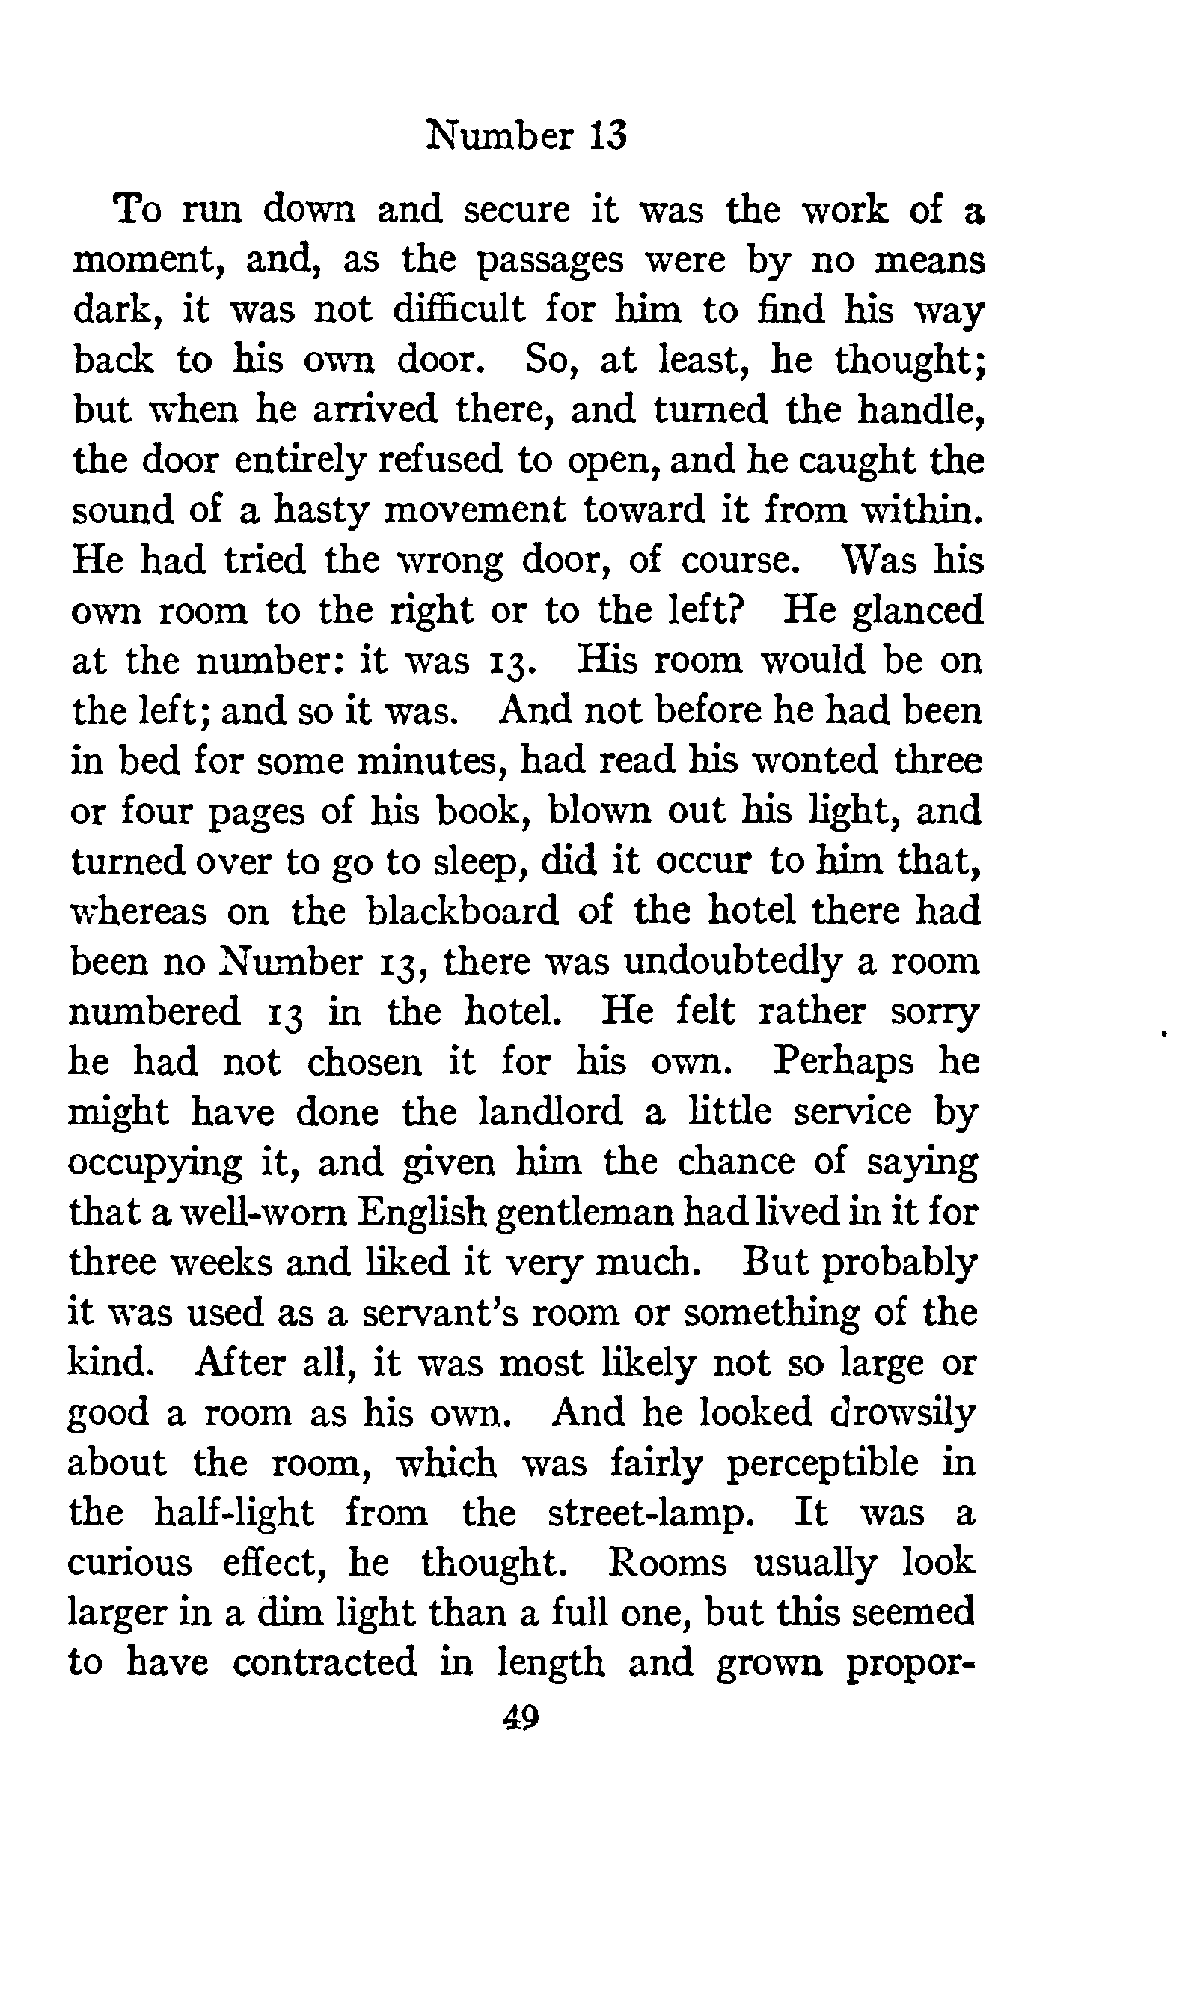 Number 13
To run down and secure it was the work of a
moment, and, as the passages were by no means
dark, it was not difficult for him to find his way
back to his own door. So, at least, he thought;
but when he arrived there, and turned the handle,
the door entirely refused to open, and he caught the
sound of a hasty movement toward it from within.
He had tried the wrong door, of course. Was his
own room to the right or to the left? He glanced
at the number: it was 13. His room would be on
the left; and so it was. And not before he had been
in bed for some minutes, had read his wonted three
or four pages of his book, blown out his light, and
turned over to go to sleep, did it occur to him that,
whereas on the blackboard of the hotel there had
been no Number 13, there was undoubtedly a room
numbered 13 in the hotel. He felt rather sorry
he had not chosen it for his own. Perhaps he
might have done the landlord a little service by
occupying it, and given him the chance of saying
that a well-worn English gentleman had lived in it for
three weeks and liked it very much. But probably
it was used as a servant's room or something of the
kind. After all, it was most likely not so large or
good a room as his own. And he looked drowsily
about the room, which was fairly perceptible in
the half-light from the street-lamp. It was a
curious effect, he thought. Rooms usually look
larger in a dim light than a full one, but this seemed
to have contracted in length and grown propor-
49